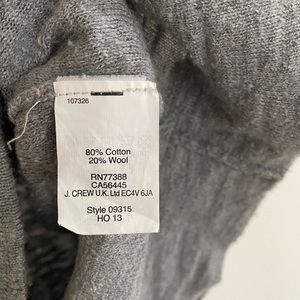 107326
80% Cotton
20% Wool
RN77388
CA56445
J. CREW U.K. Ltd EC4V 6JA
Style 09315
HO 13